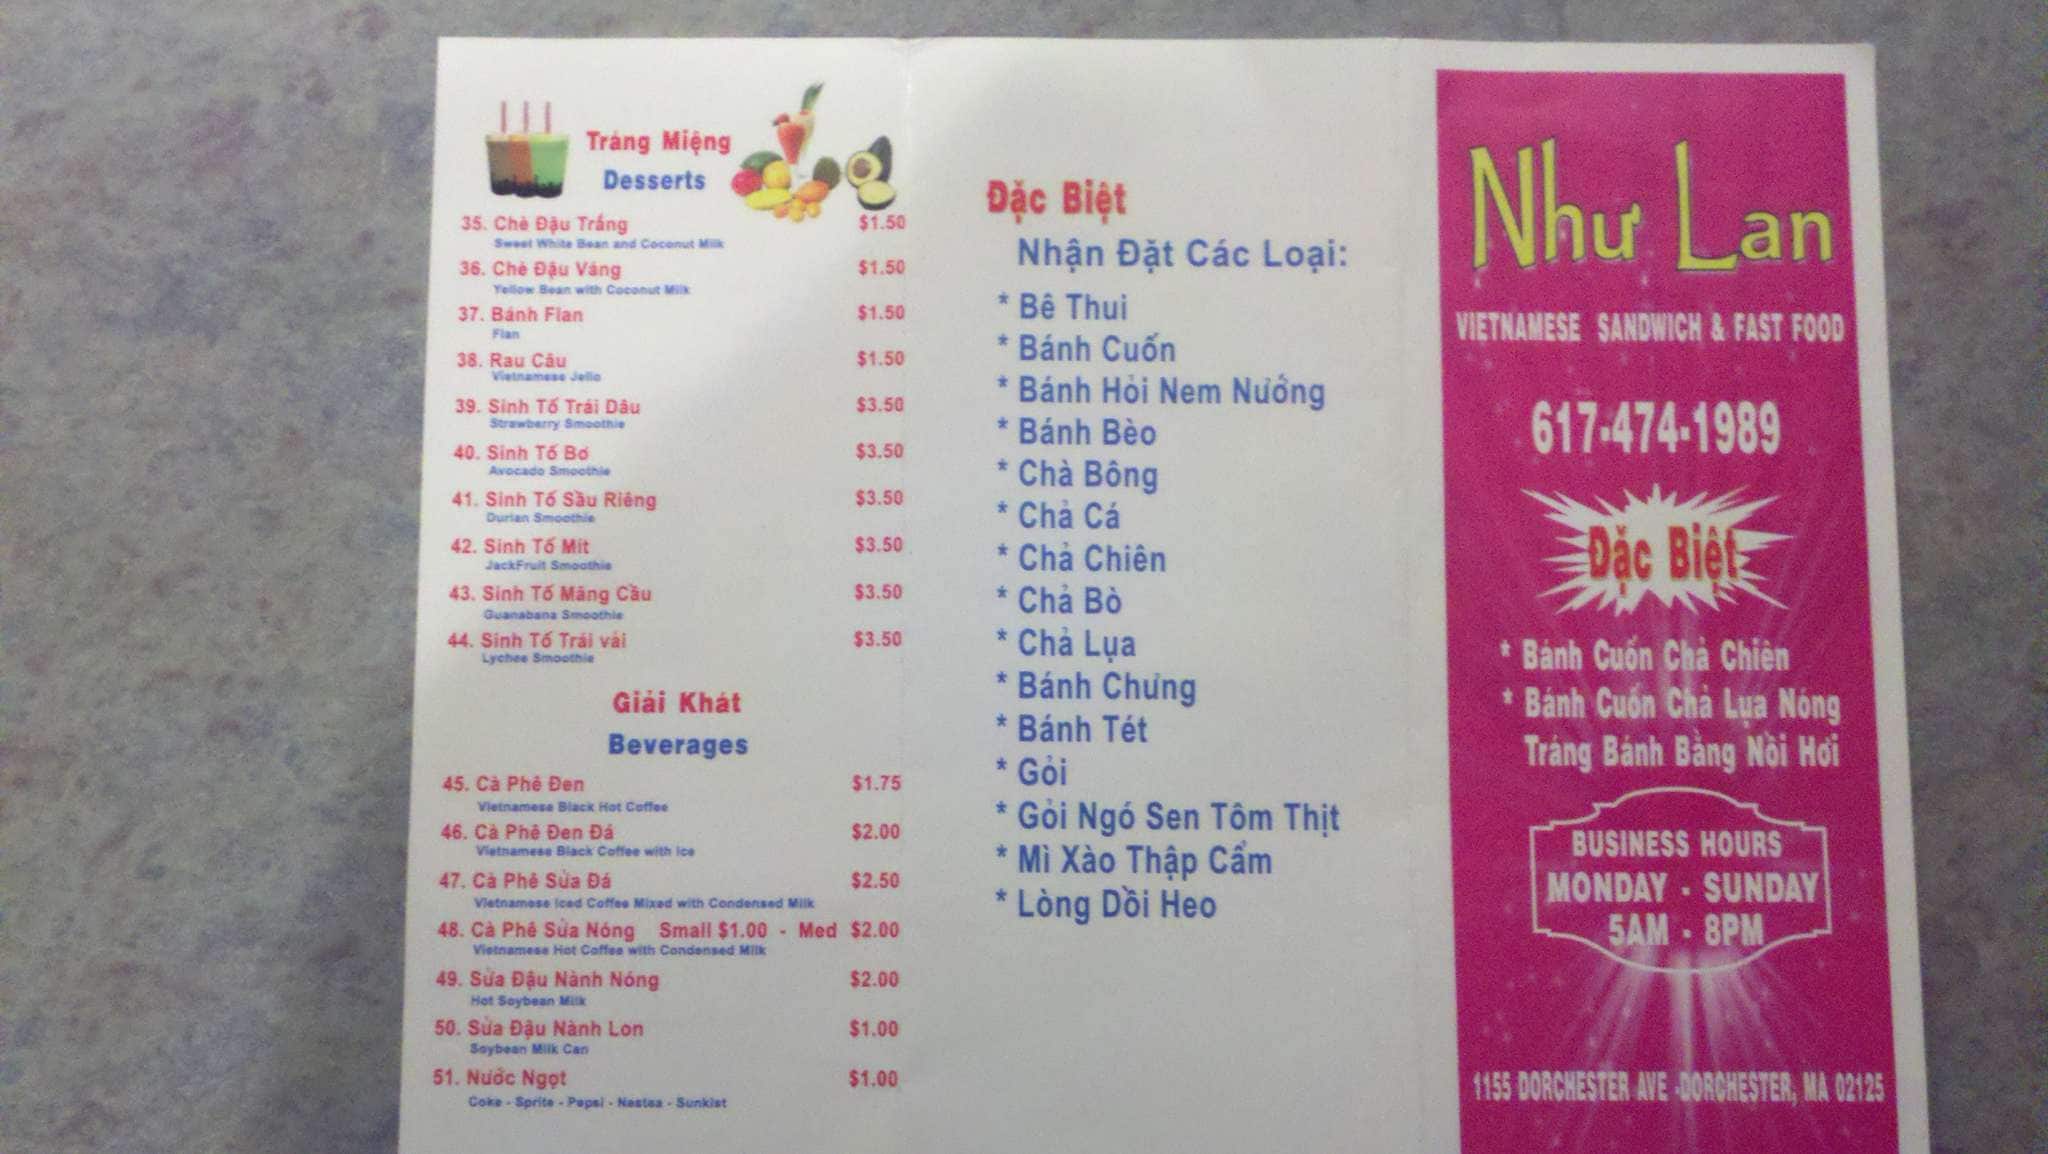 Tráng Miệng
Desserts
35. Chè Đậu Trắng $1.50
Sweet White Bean and Coconut Milk
36. Chè Đậu Váng $1.50
Yellow Bean with Coconut Milk
37. Bánh Flan $1.50
Flan
38. Rau Câu $1.50
Vietnamese Jello
39. Sinh Tố Trái Dâu $3.50
Strawberry Smoothie
40. Sinh Tố Bơ $3.50
Avocado Smoothie
41. Sinh Tố Sầu Riêng $3.50
Durian Smoothie
42. Sinh Tố Mít $3.50
JackFruit Smoothie
43. Sinh Tố Mãng Cầu $3.50
Guanabana Smoothie
44. Sinh Tố Trái vải $3.50
Lychee Smoothie
Giải Khát
Beverages
45. Cà Phê Đen $1.75
Vietnamese Black Hot Coffee
46. Cà Phê Đen Đá $2.00
Vietnamese Black Coffee with Ice
47. Cà Phê Sửa Đá $2.50
Vietnamese Iced Coffee Mixed with Condensed Milk
48. Cà Phê Sửa Nóng Small $1.00 - Med $2.00
Vietnamese Hot Coffee with Condensed Milk
49. Sửa Đậu Nành Nóng $2.00
Hot Soybean Milk
50. Sửa Đậu Nành Lon $1.00
Soybean Milk Can
51. Nước Ngọt $1.00
Coke - Sprite - Pepsi - Nestea - Sunkist
Đặc Biệt
Nhận Đặt Các Loại:
* Bê Thui
* Bánh Cuốn
* Bánh Hỏi Nem Nướng
* Bánh Bèo
* Chà Bông
* Chả Cá
* Chả Chiên
* Chả Bò
* Chả Lụa
* Bánh Chưng
* Bánh Tét
* Gỏi
* Gỏi Ngó Sen Tôm Thịt
* Mì Xào Thập Cẩm
* Lòng Dồi Heo
Như Lan
VIETNAMESE SANDWICH & FAST FOOD
617-474-1989
Đặc Biệt
* Bánh Cuốn Chả Chiên
* Bánh Cuốn Chả Lụa Nóng
Tráng Bánh Bằng Nồi Hơi
BUSINESS HOURS
MONDAY - SUNDAY
5AM - 8PM
1155 DORCHESTER AVE -DORCHESTER, MA 02125